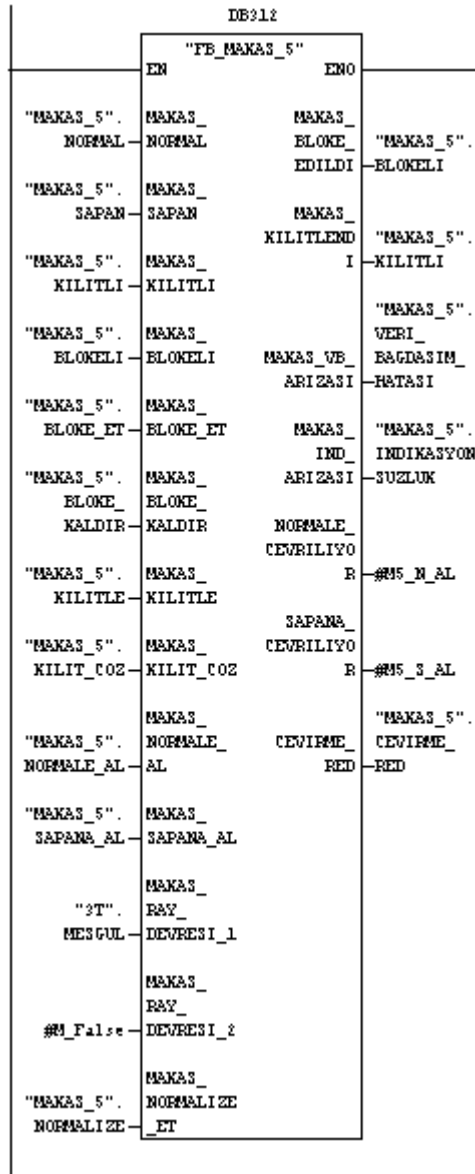 DB312
"FB_MAKAS_5"
EN ENO
"MAKAS_5". MAKAS_ MAKAS_
NORMAL NORMAL BLOKE_ "MAKAS_5".
EDILDI BLOKELI
"MAKAS_5". MAKAS_
SAPAN SAPAN MAKAS_
KILITLEND "MAKAS_5".
"MAKAS_5". MAKAS_ I KILITLI
KILITLI KILITLI
"MAKAS_5".
VERI_
"MAKAS_5". MAKAS_ MAKAS_VB_ BAGDASIM_
BLOKELI BLOKELI ARIZASI HATASI
"MAKAS_5". MAKAS_
BLOKE_ET BLOKE_ET MAKAS_ "MAKAS_5".
IND_ INDIKASYON
"MAKAS_5". MAKAS_ ARIZASI SUZLUK
BLOKE_ BLOKE_
KALDIR KALDIR NORMALE_
CEVRILIYO
"MAKAS_5". MAKAS_ R #M5_N_AL
KILITLE KILITLE
SAPANA_
"MAKAS_5". MAKAS_ CEVRILIYO
KILIT_COZ KILIT_COZ R #M5_S_AL
MAKAS_ "MAKAS_5".
"MAKAS_5". NORMALE_ CEVIRME_ CEVIRME_
NORMALE_AL AL RED RED
"MAKAS_5". MAKAS_
SAPANA_AL SAPANA_AL
MAKAS_
"3T". RAY_
MESGUL DEVRESI_1
MAKAS_
RAY_
#M_False DEVRESI_2
MAKAS_
"MAKAS_5". NORMALIZE
NORMALIZE _ET